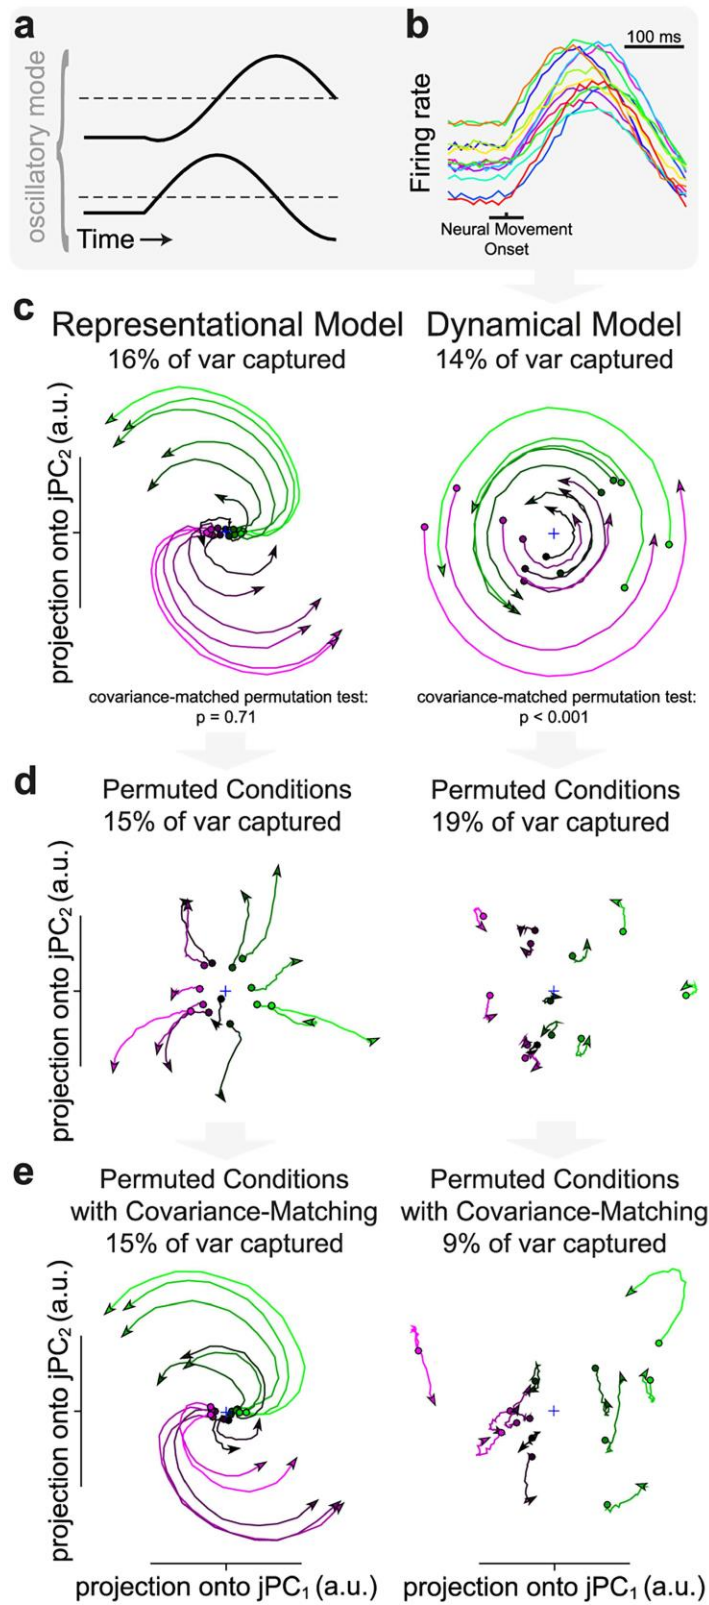 a
oscillatory mode
Time
b
Firing rate
100 ms
Neural Movement
Onset
c
Representational Model
16% of var captured
Dynamical Model
14% of var captured
projection onto jPC2 (a.u.)
covariance-matched permutation test:
p = 0.71
covariance-matched permutation test:
p < 0.001
d
Permuted Conditions
15% of var captured
Permuted Conditions
19% of var captured
projection onto jPC2 (a.u.)
e
Permuted Conditions
with Covariance-Matching
15% of var captured
Permuted Conditions
with Covariance-Matching
9% of var captured
projection onto jPC2 (a.u.)
projection onto jPC1 (a.u.)
projection onto jPC1 (a.u.)